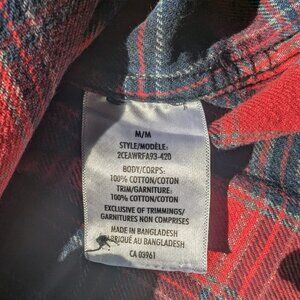 M/M
STYLE/MODÈLE:
2CEAWRFA93-420
BODY/CORPS:
100% COTTON/COTON
TRIM/GARNITURE:
100% COTTON/COTON
EXCLUSIVE OF TRIMMINGS/
GARNITURES NON COMPRISES
MADE IN BANGLADESH
FABRIQUÉ AU BANGLADESH
CA 03961